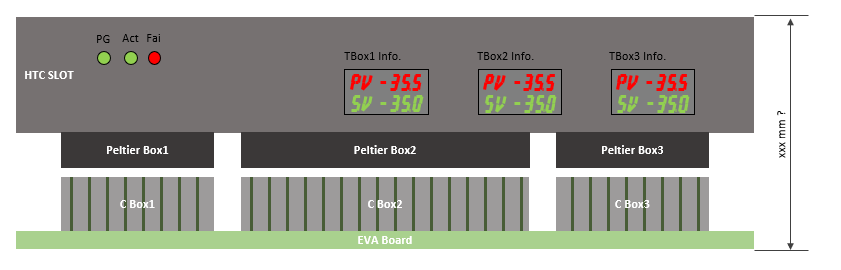 PG Act Fai
HTC SLOT
TBox1 Info. TBox2 Info. TBox3 Info.
PV -35.5 PV -35.5 PV -35.5
SV -35.0 SV -35.0 SV -35.0
Peltier Box1 Peltier Box2 Peltier Box3
C Box1 C Box2 C Box3
EVA Board
xxx mm ?